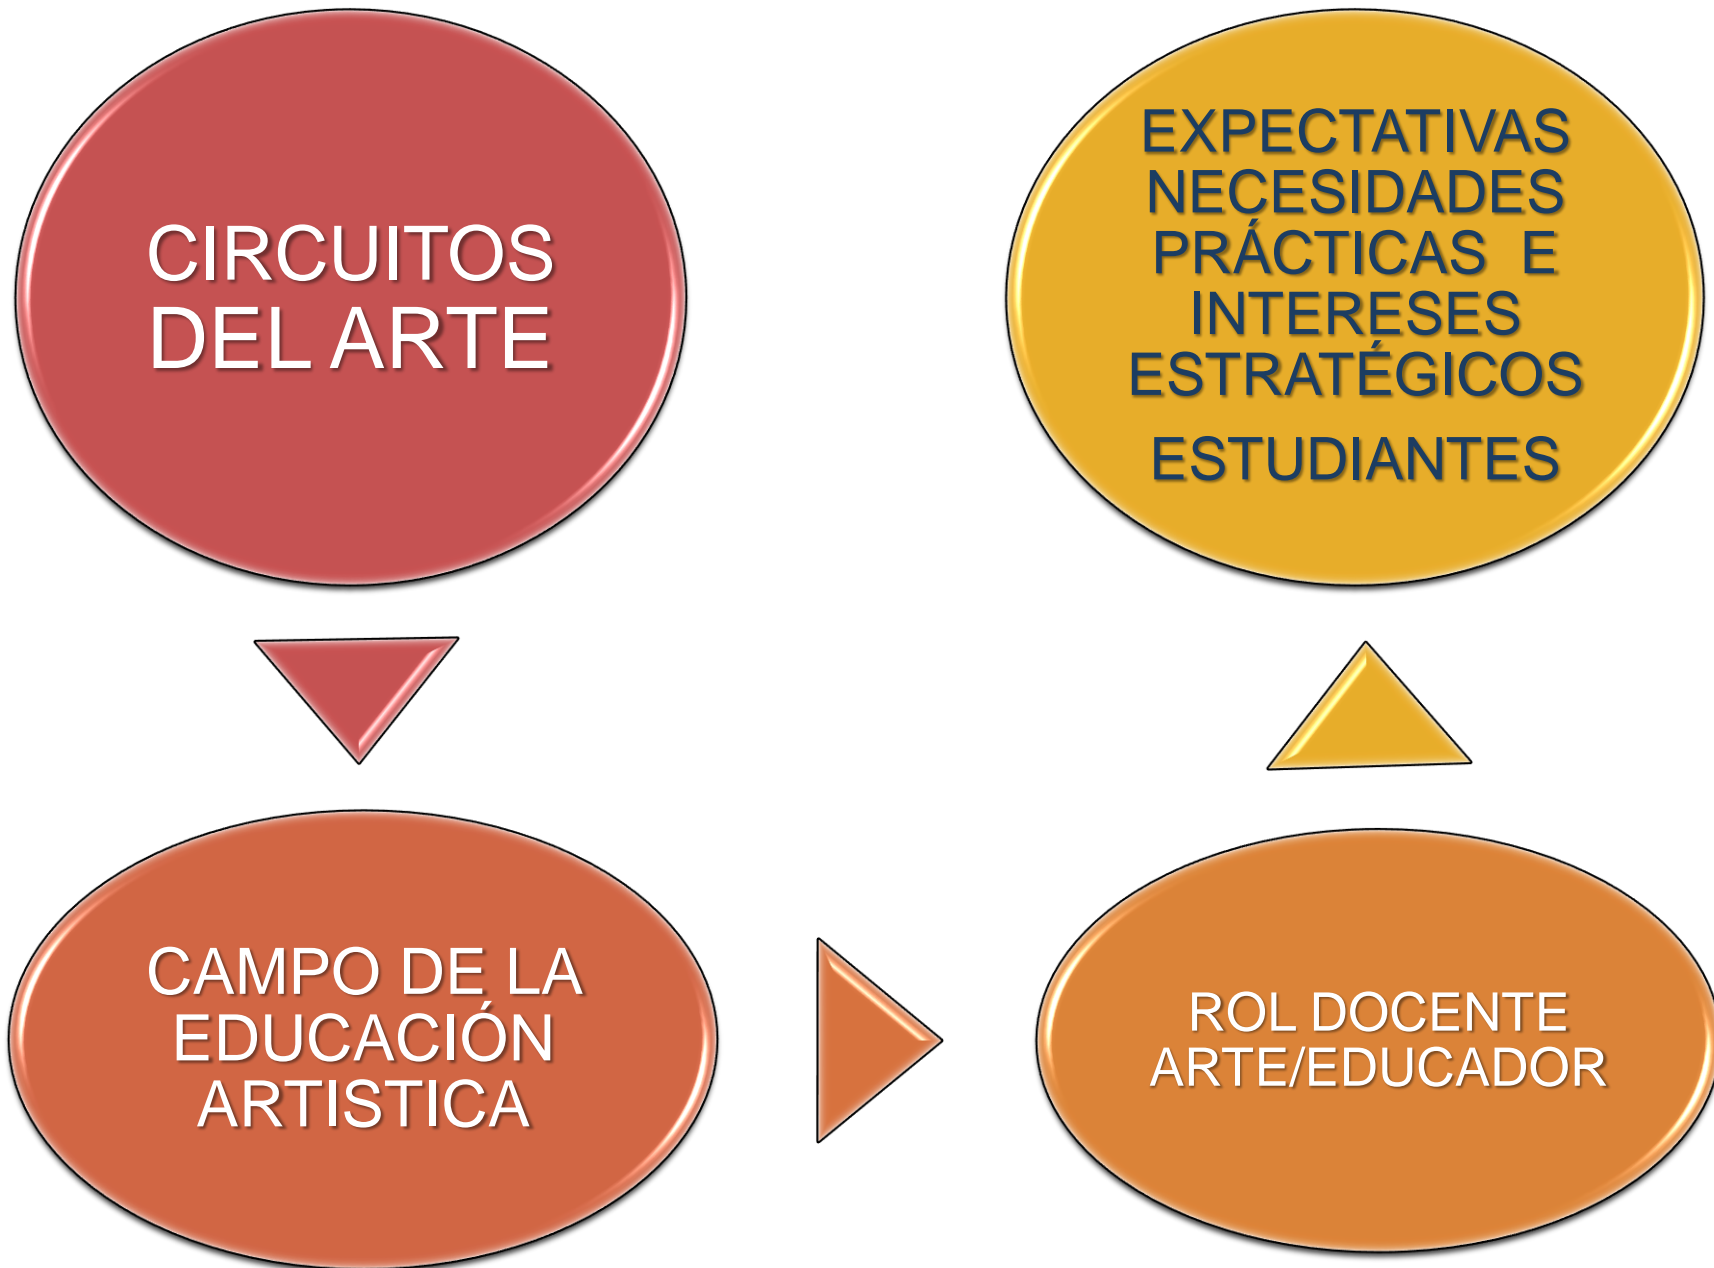 CIRCUITOS
DEL ARTE
CAMPO DE LA
EDUCACIÓN
ARTISTICA
ROL DOCENTE
ARTE/EDUCADOR
EXPECTATIVAS
NECESIDADES
PRÁCTICAS E
INTERESES
ESTRATÉGICOS
ESTUDIANTES